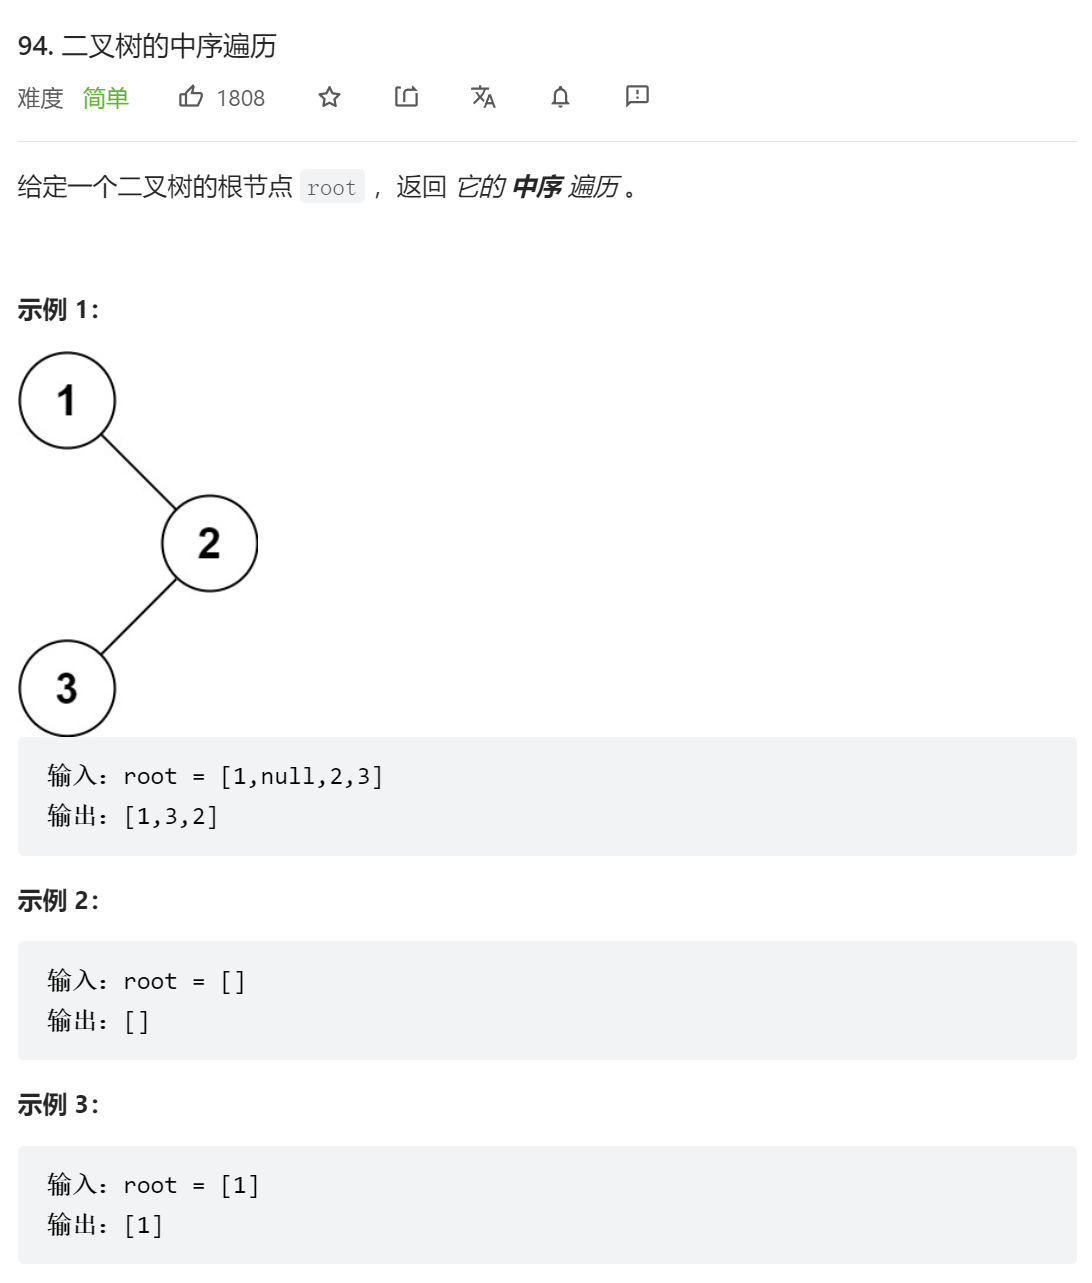 94. 二叉树的中序遍历
难度 简单 1808
给定一个二叉树的根节点 root ，返回 它的 中序 遍历 。
示例 1：
1
2
3
输入：root = [1,null,2,3]
输出：[1,3,2]
示例 2：
输入：root = []
输出：[]
示例 3：
输入：root = [1]
输出：[1]